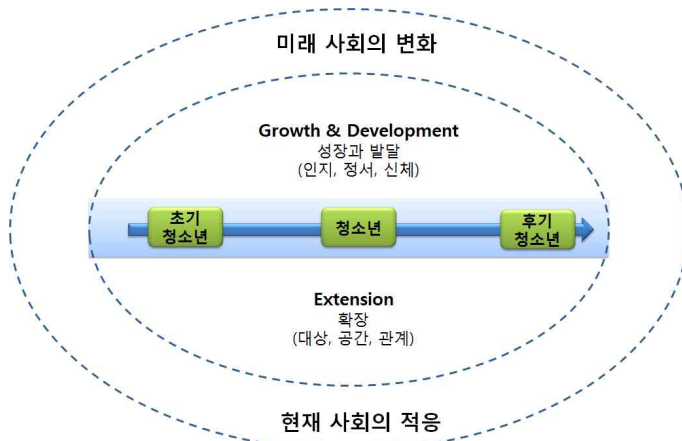 미래 사회의 변화
Growth & Development
성장과 발달
(인지, 정서, 신체)
초기
청소년
청소년
후기
청소년
Extension
확장
(대상, 공간, 관계)
현재 사회의 적응